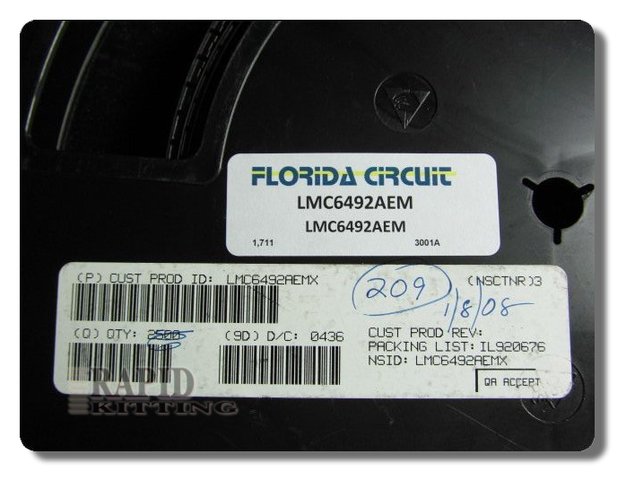 FLORIDA CIRCUIT
LMC6492AEM
LMC6492AEM
1,711 3001A
(P) CUST PROD ID: LMC6492AEMX
209
(NSCTNR)3
1/8/08
(Q) QTY: 2500 (9D) D/C: 0436
CUST PROD REV:
PACKING LIST: IL920676
NSID: LMC6492AEMX
QA ACCEPT
RAPID
KITTING